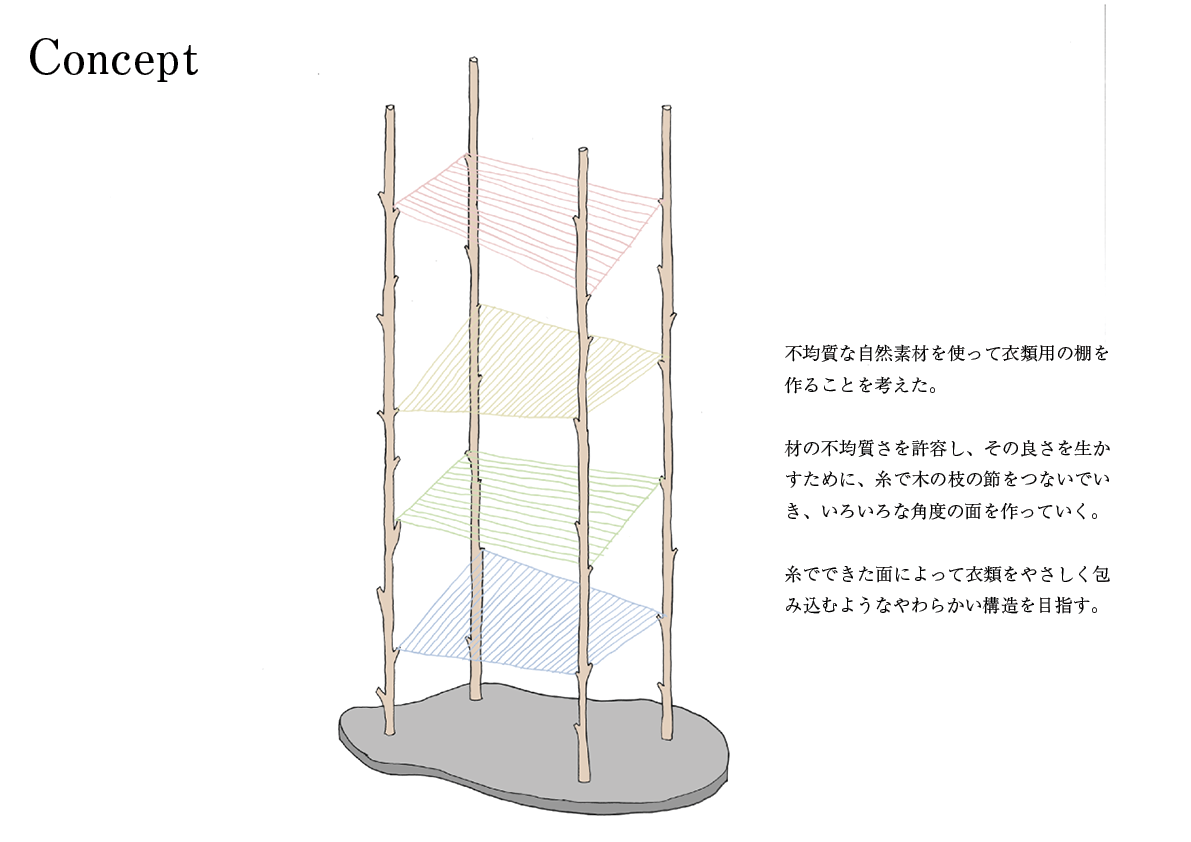 Concept
不均質な自然素材を使って衣類用の棚を
作ることを考えた。
材の不均質さを許容し、その良さを生か
すために、糸で木の枝の節をつないでい
き、いろいろな角度の面を作っていく。
糸でできた面によって衣類をやさしく包
み込むようなやわらかい構造を目指す。